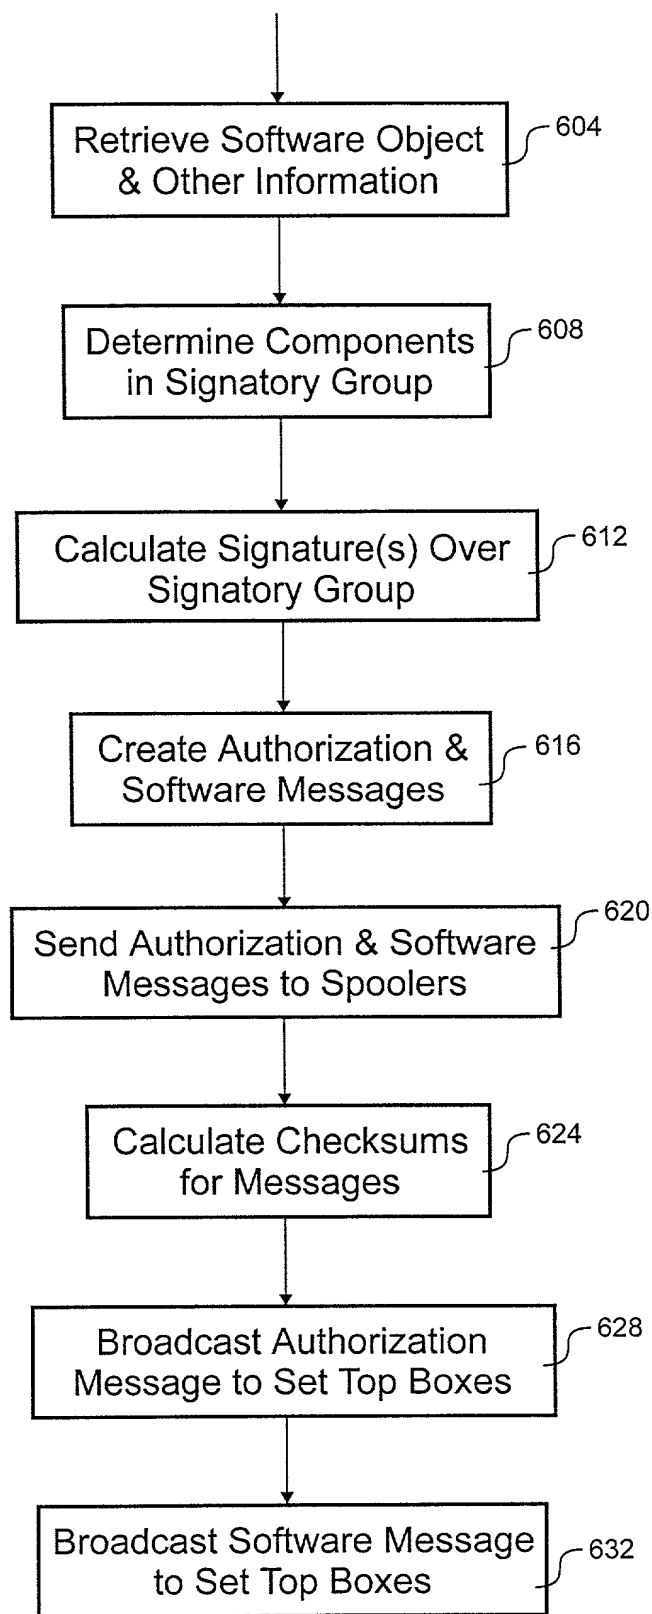 Retrieve Software Object
& Other Information
604
Determine Components
in Signatory Group
608
Calculate Signature(s) Over
Signatory Group
612
Create Authorization &
Software Messages
616
Send Authorization & Software
Messages to Spoolers
620
Calculate Checksums
for Messages
624
Broadcast Authorization
Message to Set Top Boxes
628
Broadcast Software Message
to Set Top Boxes
632